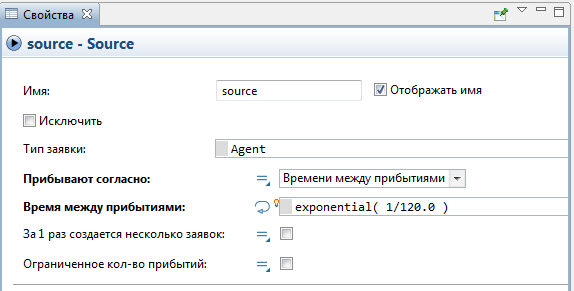 Свойства
source - Source
Имя: source Отображать имя
Исключить
Тип заявки: Agent
Прибывают согласно: Времени между прибытиями
Время между прибытиями: exponential( 1/120.0 )
За 1 раз создается несколько заявок:
Ограниченное кол-во прибытий: